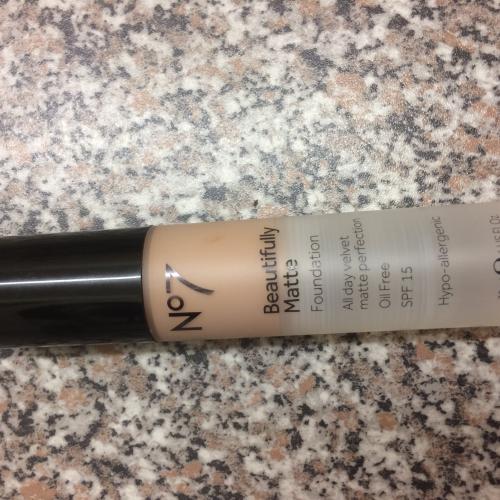 No7
Beautifully
Matte
Foundation
All day velvet
matte perfection
Oil Free
SPF 15
Hypo-allergenic